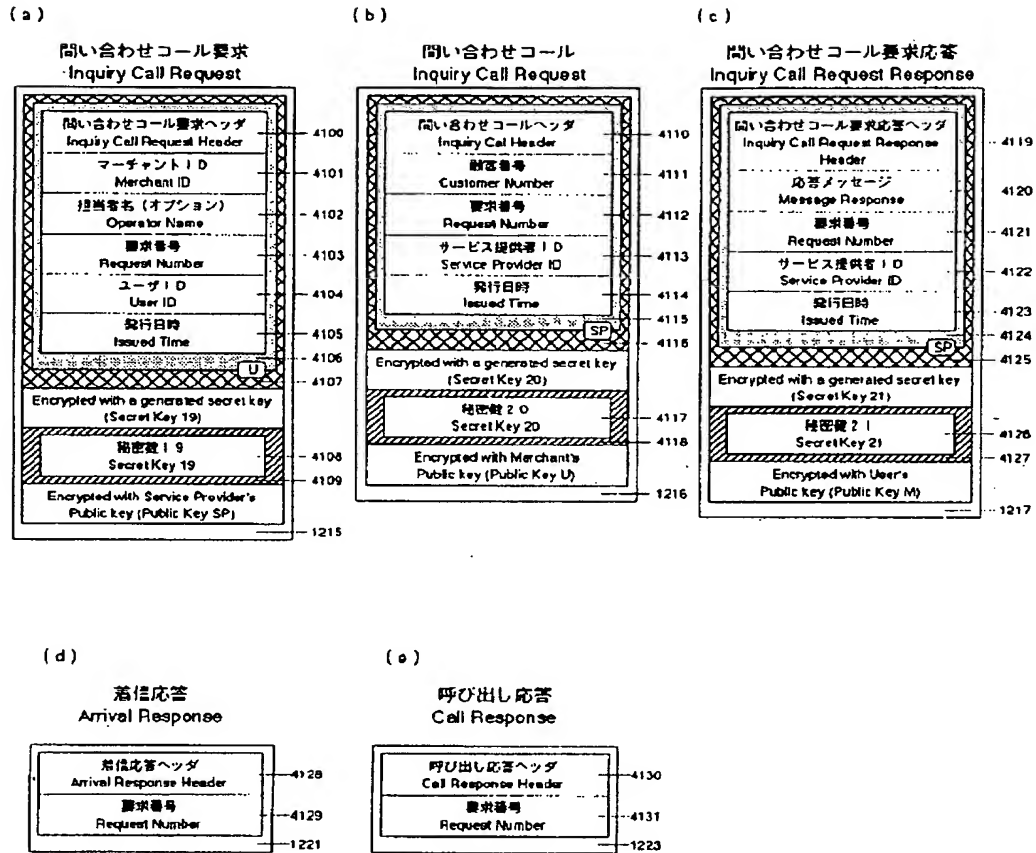 (a)
問い合わせコール要求
Inquiry Call Request
問い合わせコール要求ヘッダ
Inquiry Call Request Header
マーチャントID
Merchant ID
担当者名(オプション)
Operator Name
要求番号
Request Number
ユーザID
User ID
発行日時
Issued Time
U
Encrypted with a generated secret key
(Secret Key 19)
秘密鍵19
Secret Key 19
Encrypted with Service Provider's
Public key (Public Key SP)
4100
4101
4102
4103
4104
4105
4106
4107
4108
4109
1215
(b)
問い合わせコール
Inquiry Call Request
問い合わせコールヘッダ
Inquiry Call Header
顧客番号
Customer Number
要求番号
Request Number
サービス提供者ID
Service Provider ID
発行日時
Issued Time
SP
Encrypted with a generated secret key
(Secret Key 20)
秘密鍵20
Secret Key 20
Encrypted with Merchant's
Public key (Public Key U)
4110
4111
4112
4113
4114
4115
4116
4117
4118
1216
(c)
問い合わせコール要求応答
Inquiry Call Request Response
問い合わせコール要求応答ヘッダ
Inquiry Call Request Response
Header
応答メッセージ
Message Response
要求番号
Request Number
サービス提供者ID
Service Provider ID
発行日時
Issued Time
SP
Encrypted with a generated secret key
(Secret Key 21)
秘密鍵21
Secret Key 21
Encrypted with User's
Public key (Public Key M)
4119
4120
4121
4122
4123
4124
4125
4126
4127
1217
(d)
着信応答
Arrival Response
着信応答ヘッダ
Arrival Response Header
要求番号
Request Number
4128
4129
1221
(e)
呼び出し応答
Call Response
呼び出し応答ヘッダ
Call Response Header
要求番号
Request Number
4130
4131
1223